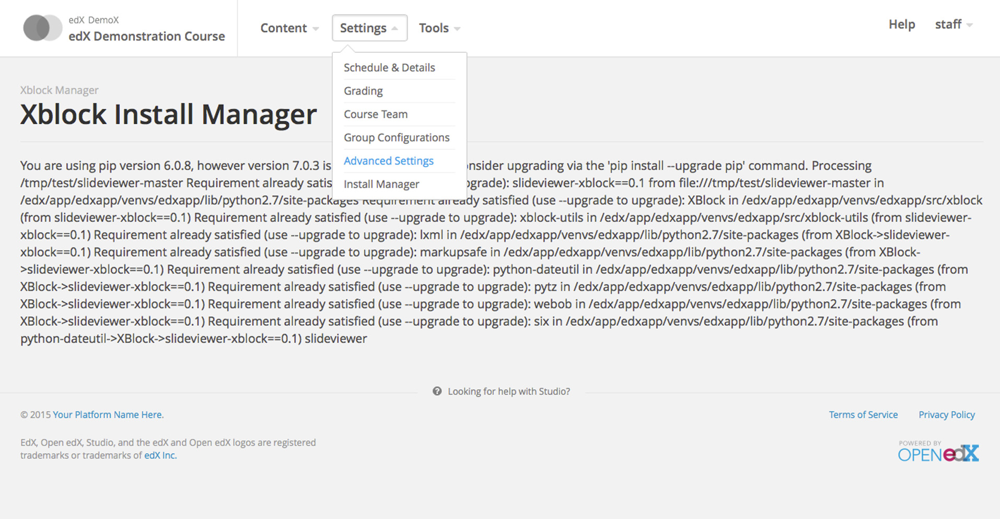 edX DemoX
edX Demonstration Course
Content
Settings
Tools
Help
staff
Schedule & Details
Grading
Course Team
Group Configurations
Advanced Settings
Install Manager
Xblock Manager
Xblock Install Manager
You are using pip version 6.0.8, however version 7.0.3 is nsider upgrading via the 'pip install --upgrade pip' command. Processing
/tmp/test/slideviewer-master Requirement already satis grade): slideviewer-xblock==0.1 from file:///tmp/test/slideviewer-master in
/edx/app/edxapp/venvs/edxapp/lib/python2.7/site-packages Requirement already satisfied (use --upgrade to upgrade): XBlock in /edx/app/edxapp/venvs/edxapp/src/xblock
(from slideviewer-xblock==0.1) Requirement already satisfied (use --upgrade to upgrade): xblock-utils in /edx/app/edxapp/venvs/edxapp/src/xblock-utils (from slideviewer-
xblock==0.1) Requirement already satisfied (use --upgrade to upgrade): lxml in /edx/app/edxapp/venvs/edxapp/lib/python2.7/site-packages (from XBlock->slideviewer-
xblock==0.1) Requirement already satisfied (use --upgrade to upgrade): markupsafe in /edx/app/edxapp/venvs/edxapp/lib/python2.7/site-packages (from XBlock-
>slideviewer-xblock==0.1) Requirement already satisfied (use --upgrade to upgrade): python-dateutil in /edx/app/edxapp/venvs/edxapp/lib/python2.7/site-packages (from
XBlock->slideviewer-xblock==0.1) Requirement already satisfied (use --upgrade to upgrade): pytz in /edx/app/edxapp/venvs/edxapp/lib/python2.7/site-packages (from
XBlock->slideviewer-xblock==0.1) Requirement already satisfied (use --upgrade to upgrade): webob in /edx/app/edxapp/venvs/edxapp/lib/python2.7/site-packages (from
XBlock->slideviewer-xblock==0.1) Requirement already satisfied (use --upgrade to upgrade): six in /edx/app/edxapp/venvs/edxapp/lib/python2.7/site-packages (from
python-dateutil->XBlock->slideviewer-xblock==0.1) slideviewer
Looking for help with Studio?
© 2015 Your Platform Name Here.
Terms of Service
Privacy Policy
EdX, Open edX, Studio, and the edX and Open edX logos are registered
trademarks or trademarks of edX Inc.
POWERED BY
OPEN edX